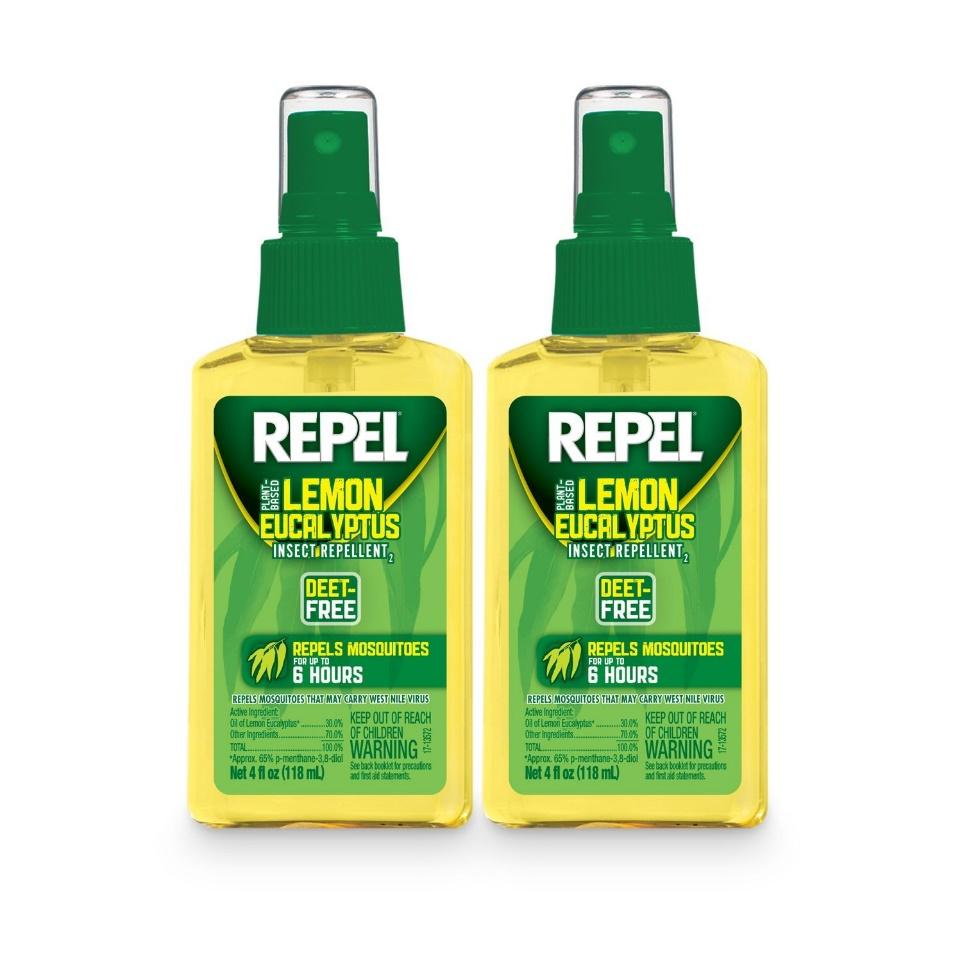 REPEL®
PLANT-
BASED
LEMON
EUCALYPTUS
INSECT REPELLENT2
DEET-
FREE
REPELS MOSQUITOES
FOR UP TO
6 HOURS
REPELS MOSQUITOES THAT MAY CARRY WEST NILE VIRUS
Active Ingredient:
Oil of Lemon Eucalyptus* ............30.0%
Other Ingredients.......................70.0%
TOTAL.....................................100.0%
*Approx. 65% p-menthane-3,8-diol
Net 4 fl oz (118 mL)
KEEP OUT OF REACH
OF CHILDREN
WARNING
See back booklet for precautions
and first aid statements.
17-13572
REPEL®
PLANT-
BASED
LEMON
EUCALYPTUS
INSECT REPELLENT2
DEET-
FREE
REPELS MOSQUITOES
FOR UP TO
6 HOURS
REPELS MOSQUITOES THAT MAY CARRY WEST NILE VIRUS
Active Ingredient:
Oil of Lemon Eucalyptus* ............30.0%
Other Ingredients.......................70.0%
TOTAL.....................................100.0%
*Approx. 65% p-menthane-3,8-diol
Net 4 fl oz (118 mL)
KEEP OUT OF REACH
OF CHILDREN
WARNING
See back booklet for precautions
and first aid statements.
17-13572